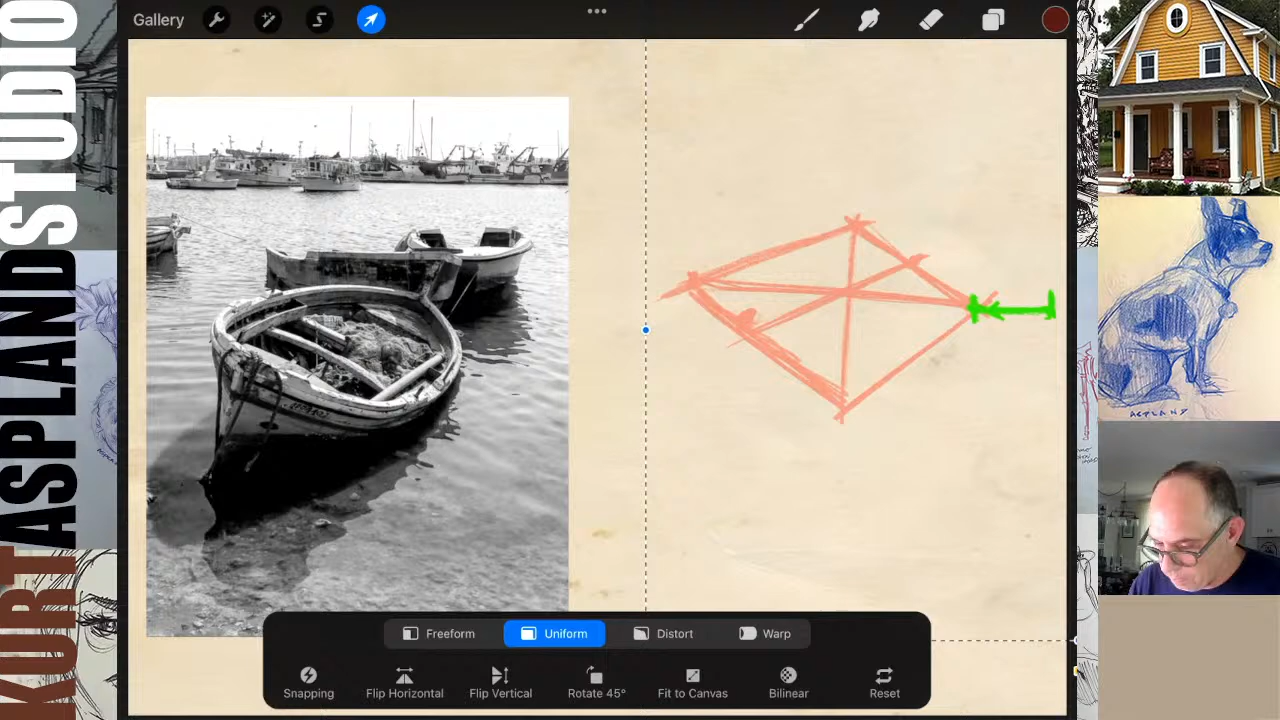 KURT ASPLAND STUDIO
Gallery
ASPLAND
Freeform
Uniform
Distort
Warp
Snapping
Flip Horizontal
Flip Vertical
Rotate 45°
Fit to Canvas
Bilinear
Reset